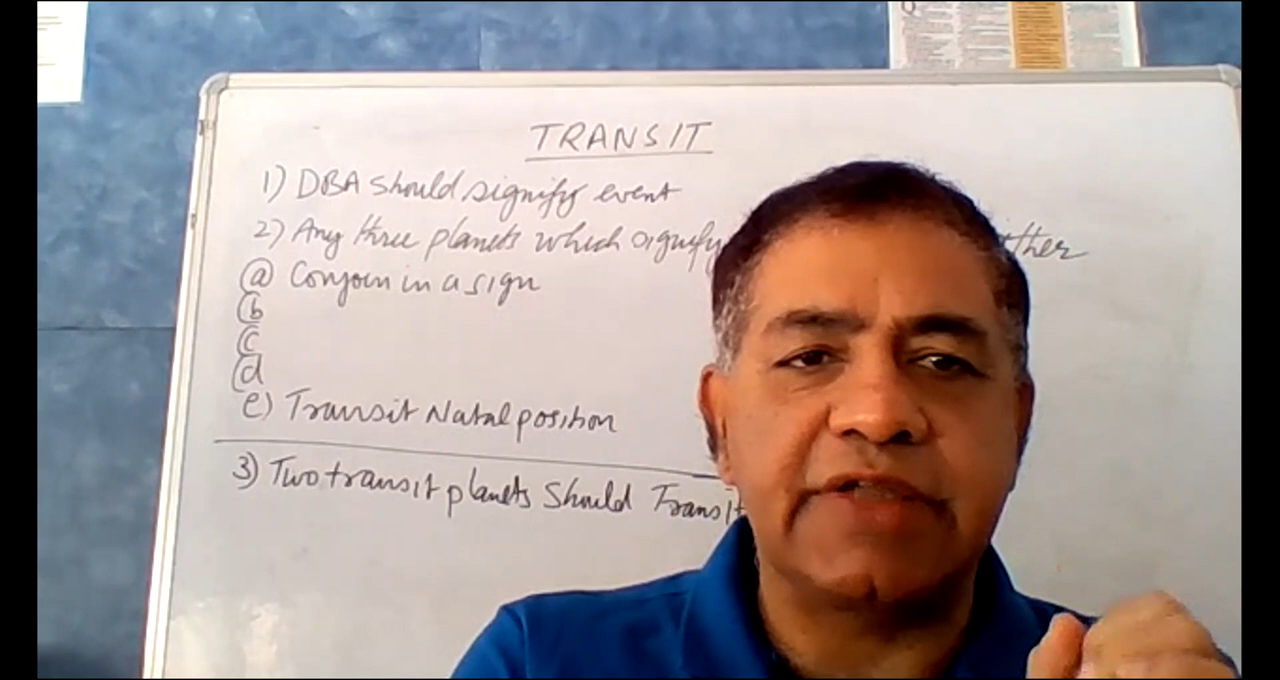 Q
TRANSIT
1) DBA should signify event
2) Any three planets which signify ither
(a) Conjoin in a sign
(b
(c
(d
e) Transit Natal position
3) Two transit planets Should Transit